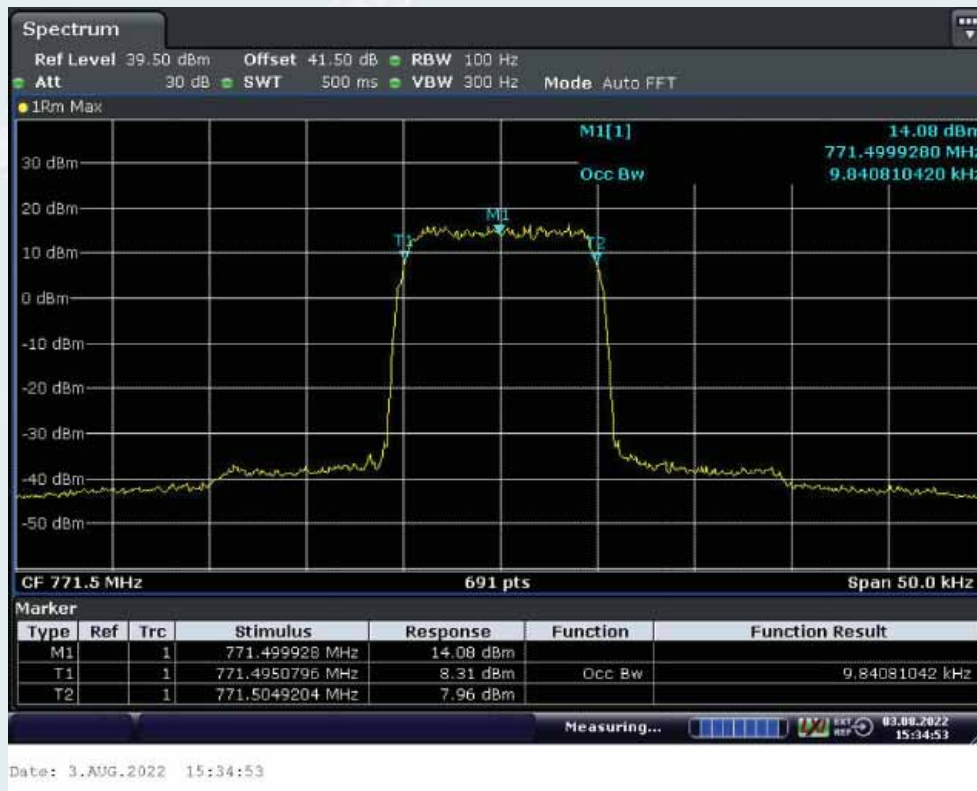 Spectrum
Ref Level 39.50 dBm Offset 41.50 dB RBW 100 Hz
Att 30 dB SWT 500 ms VBW 300 Hz Mode Auto FFT
1Rm Max
M1[1] 14.08 dBm
771.4999280 MHz
Occ Bw 9.840810420 kHz
30 dBm
20 dBm
M1
T1 T2
10 dBm
0 dBm
-10 dBm
-20 dBm
-30 dBm
-40 dBm
-50 dBm
CF 771.5 MHz 691 pts Span 50.0 kHz
Marker
Type Ref Trc Stimulus Response Function Function Result
M1 1 771.499928 MHz 14.08 dBm
T1 1 771.4950796 MHz 8.31 dBm Occ Bw 9.84081042 kHz
T2 1 771.5049204 MHz 7.96 dBm
Measuring... EXT REF 03.08.2022
15:34:53
Date: 3.AUG.2022 15:34:53